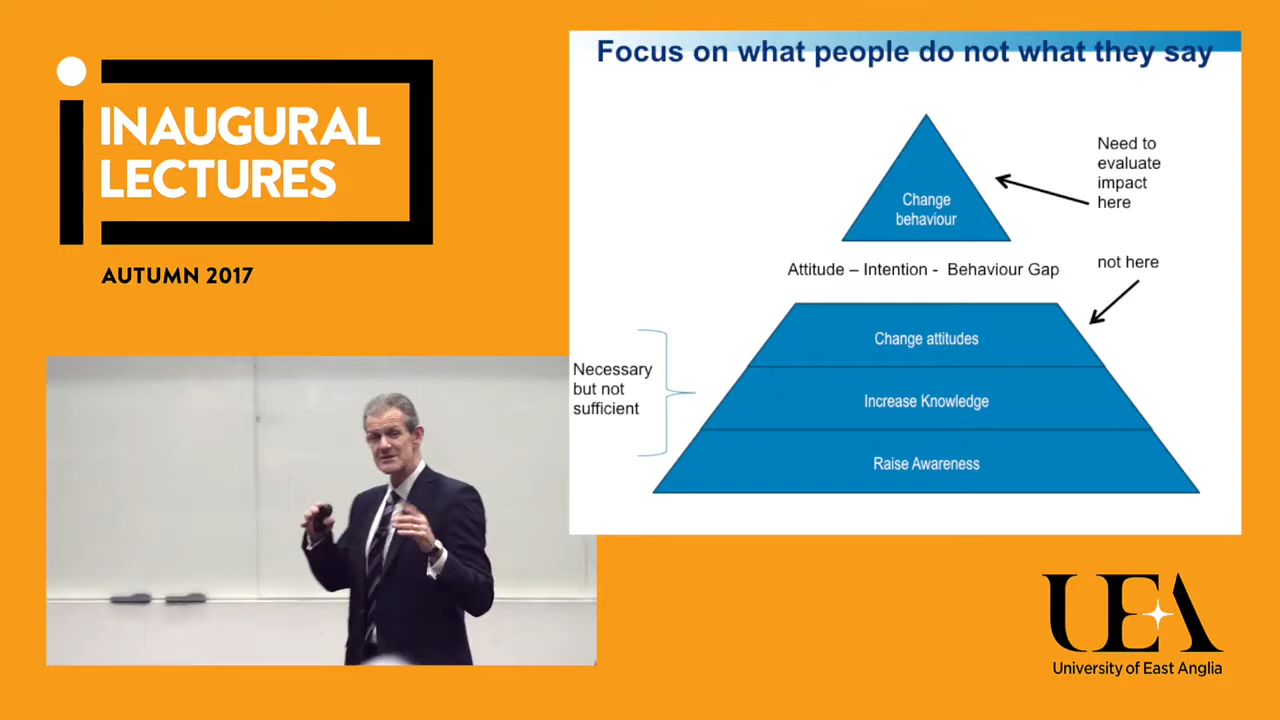 INAUGURAL
LECTURES
AUTUMN 2017
Focus on what people do not what they say
Need to
evaluate
impact
here
Change
behaviour
Attitude – Intention - Behaviour Gap
not here
Change attitudes
Necessary
but not
sufficient
Increase Knowledge
Raise Awareness
UEA
University of East Anglia